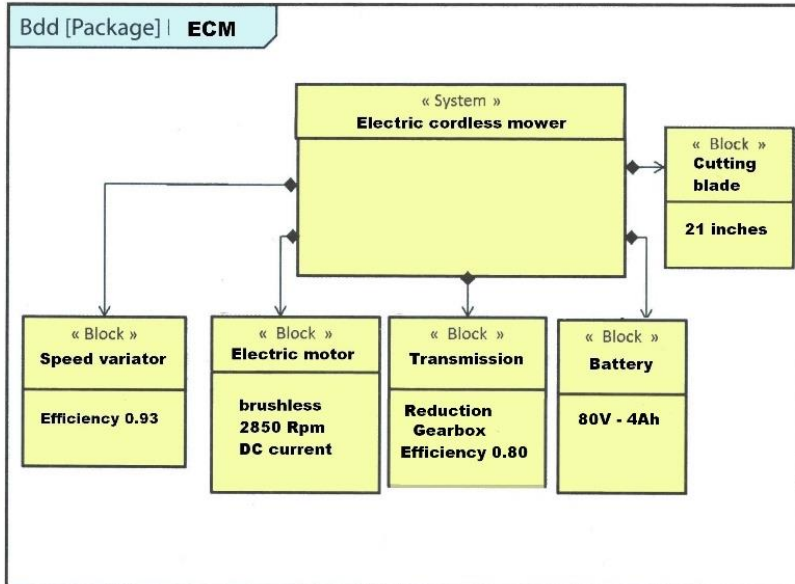 Bdd [Package] | ECM
« System »
Electric cordless mower
« Block »
Cutting
blade
21 inches
« Block »
Speed variator
Efficiency 0.93
« Block »
Electric motor
brushless
2850 Rpm
DC current
« Block »
Transmission
Reduction
Gearbox
Efficiency 0.80
« Block »
Battery
80V - 4Ah